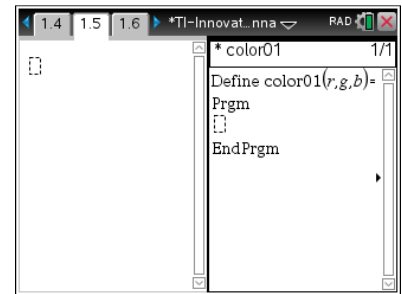 1.4 1.5 1.6 *TI-Innovat…nna RAD
* color01 1/1
Define color01(r,g,b)=
Prgm
EndPrgm